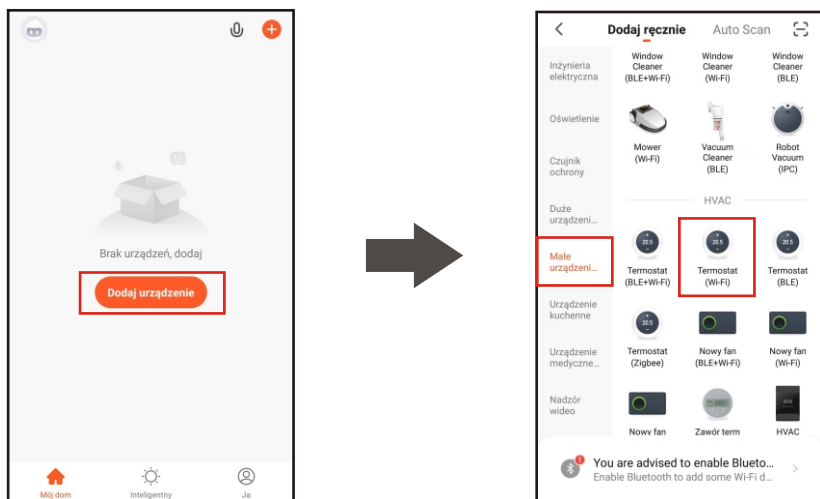 Brak urządzeń, dodaj
Dodaj urządzenie
Mój dom
Inteligentny
Ja
Dodaj ręcznie
Auto Scan
Inżynieria
elektryczna
Oświetlenie
Czujnik
ochrony
Duże
urządzeni...
Małe
urządzeni...
Urządzenie
kuchenne
Urządzenie
medyczne...
Nadzór
wideo
Window
Cleaner
(BLE+Wi-Fi)
Window
Cleaner
(Wi-Fi)
Window
Cleaner
(BLE)
Mower
(Wi-Fi)
Vacuum
Cleaner
(BLE)
Robot
Vacuum
(IPC)
HVAC
20.5
Termostat
(BLE+Wi-Fi)
20.5
Termostat
(Wi-Fi)
20.5
Termostat
(BLE)
20.5
Termostat
(Zigbee)
Nowy fan
(BLE+Wi-Fi)
Nowy fan
(Wi-Fi)
Nowy fan
Zawór term
HVAC
You are advised to enable Blueto...
Enable Bluetooth to add some Wi-Fi d...